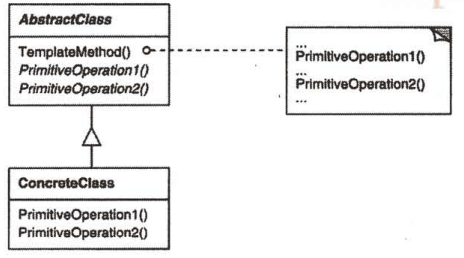 AbstractClass
TemplateMethod()
PrimitiveOperation1()
PrimitiveOperation2()
...
PrimitiveOperation1()
...
PrimitiveOperation2()
...
ConcreteClass
PrimitiveOperation1()
PrimitiveOperation2()